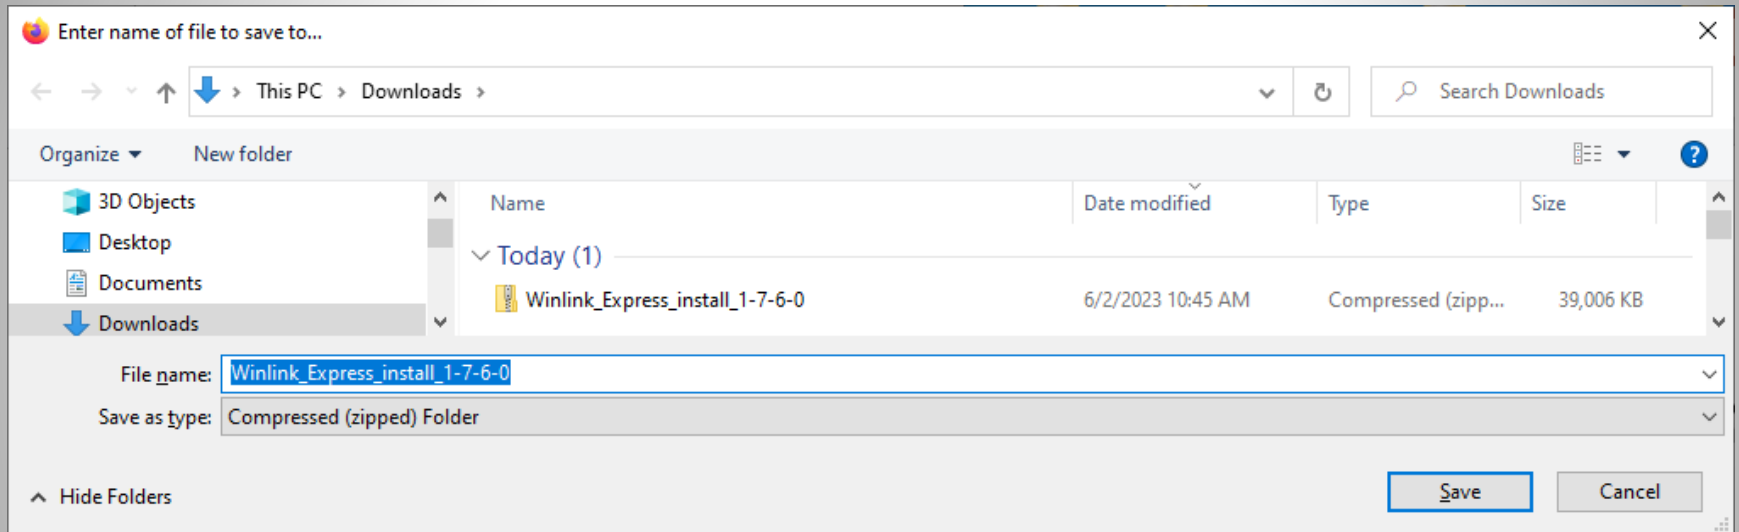 Enter name of file to save to...
This PC > Downloads >
Search Downloads
Organize New folder
?
3D Objects
Desktop
Documents
Downloads
Name Date modified Type Size
Today (1)
Winlink_Express_install_1-7-6-0 6/2/2023 10:45 AM Compressed (zipp... 39,006 KB
File name: Winlink_Express_install_1-7-6-0
Save as type: Compressed (zipped) Folder
Hide Folders
Save Cancel